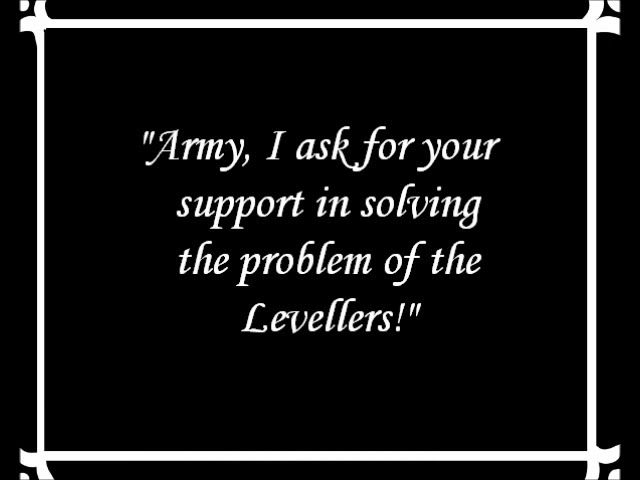 "Army, I ask for your
support in solving
the problem of the
Levellers!"